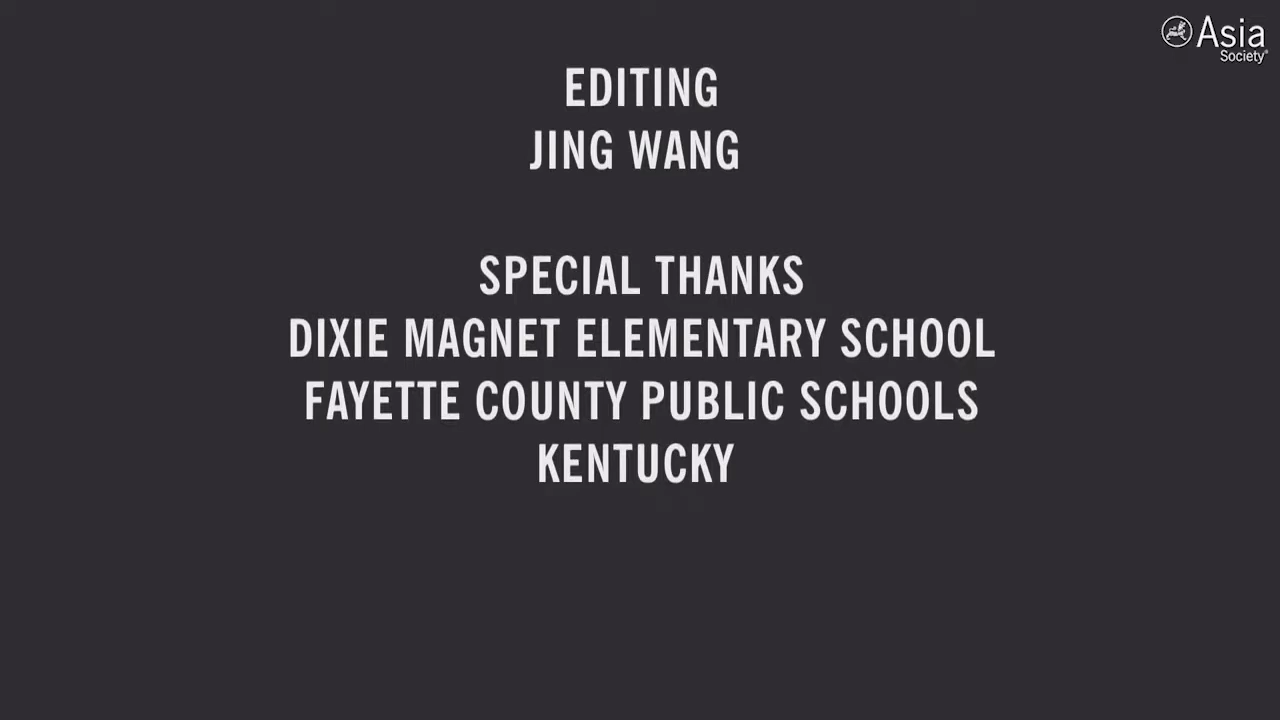 Asia
Society®
EDITING
JING WANG
SPECIAL THANKS
DIXIE MAGNET ELEMENTARY SCHOOL
FAYETTE COUNTY PUBLIC SCHOOLS
KENTUCKY